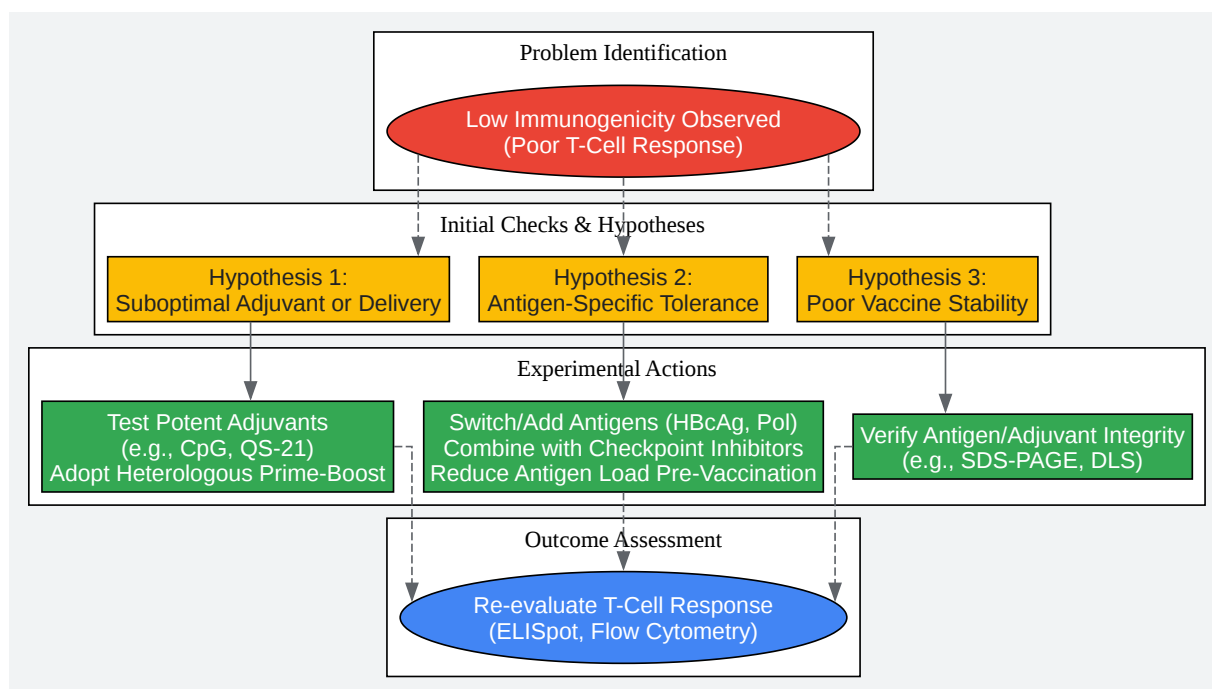 Problem Identification
Low Immunogenicity Observed
(Poor T-Cell Response)
Initial Checks & Hypotheses
Hypothesis 1:
Suboptimal Adjuvant or Delivery
Hypothesis 2:
Antigen-Specific Tolerance
Hypothesis 3:
Poor Vaccine Stability
Experimental Actions
Test Potent Adjuvants
(e.g., CpG, QS-21)
Adopt Heterologous Prime-Boost
Switch/Add Antigens (HBcAg, Pol)
Combine with Checkpoint Inhibitors
Reduce Antigen Load Pre-Vaccination
Verify Antigen/Adjuvant Integrity
(e.g., SDS-PAGE, DLS)
Outcome Assessment
Re-evaluate T-Cell Response
(ELISpot, Flow Cytometry)